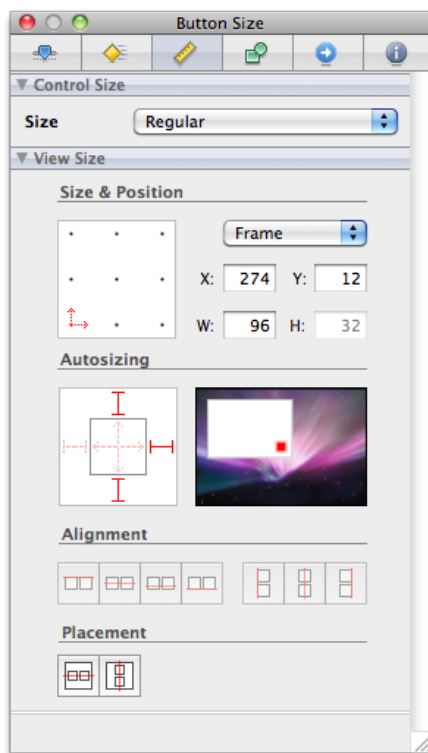 Button Size
Control Size
Size Regular
View Size
Size & Position
Frame
X: 274 Y: 12
W: 96 H: 32
Autosizing
Alignment
Placement